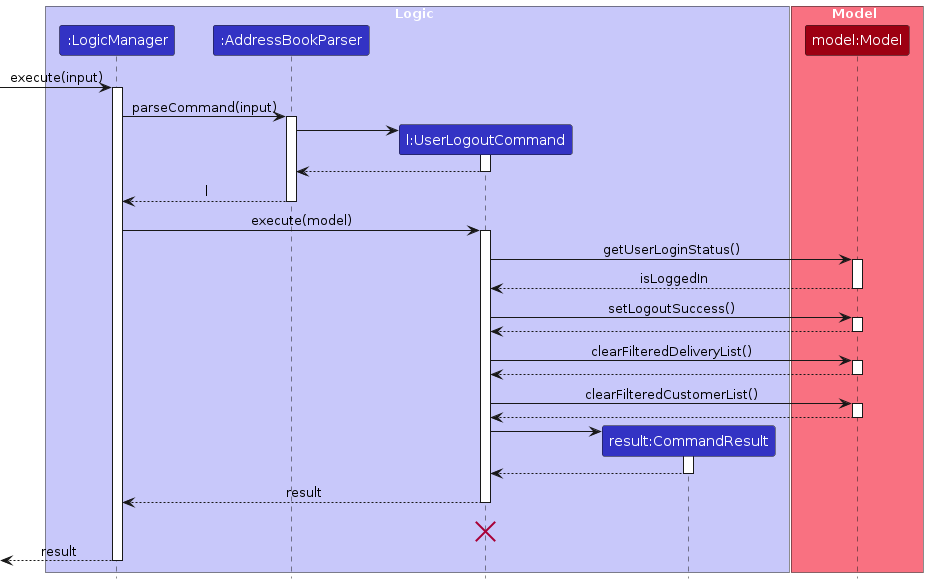 Logic
Model
:LogicManager
:AddressBookParser
model:Model
execute(input)
parseCommand(input)
l:UserLogoutCommand
l
execute(model)
getUserLoginStatus()
isLoggedIn
setLogoutSuccess()
clearFilteredDeliveryList()
clearFilteredCustomerList()
result:CommandResult
result
result